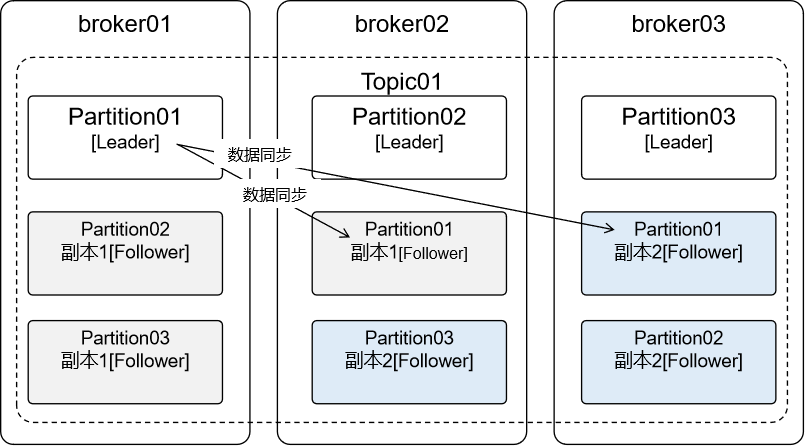 broker01
broker02
broker03
Topic01
Partition01
[Leader]
Partition02
[Leader]
Partition03
[Leader]
数据同步
数据同步
Partition02
副本1[Follower]
Partition01
副本1[Follower]
Partition01
副本2[Follower]
Partition03
副本1[Follower]
Partition03
副本2[Follower]
Partition02
副本2[Follower]